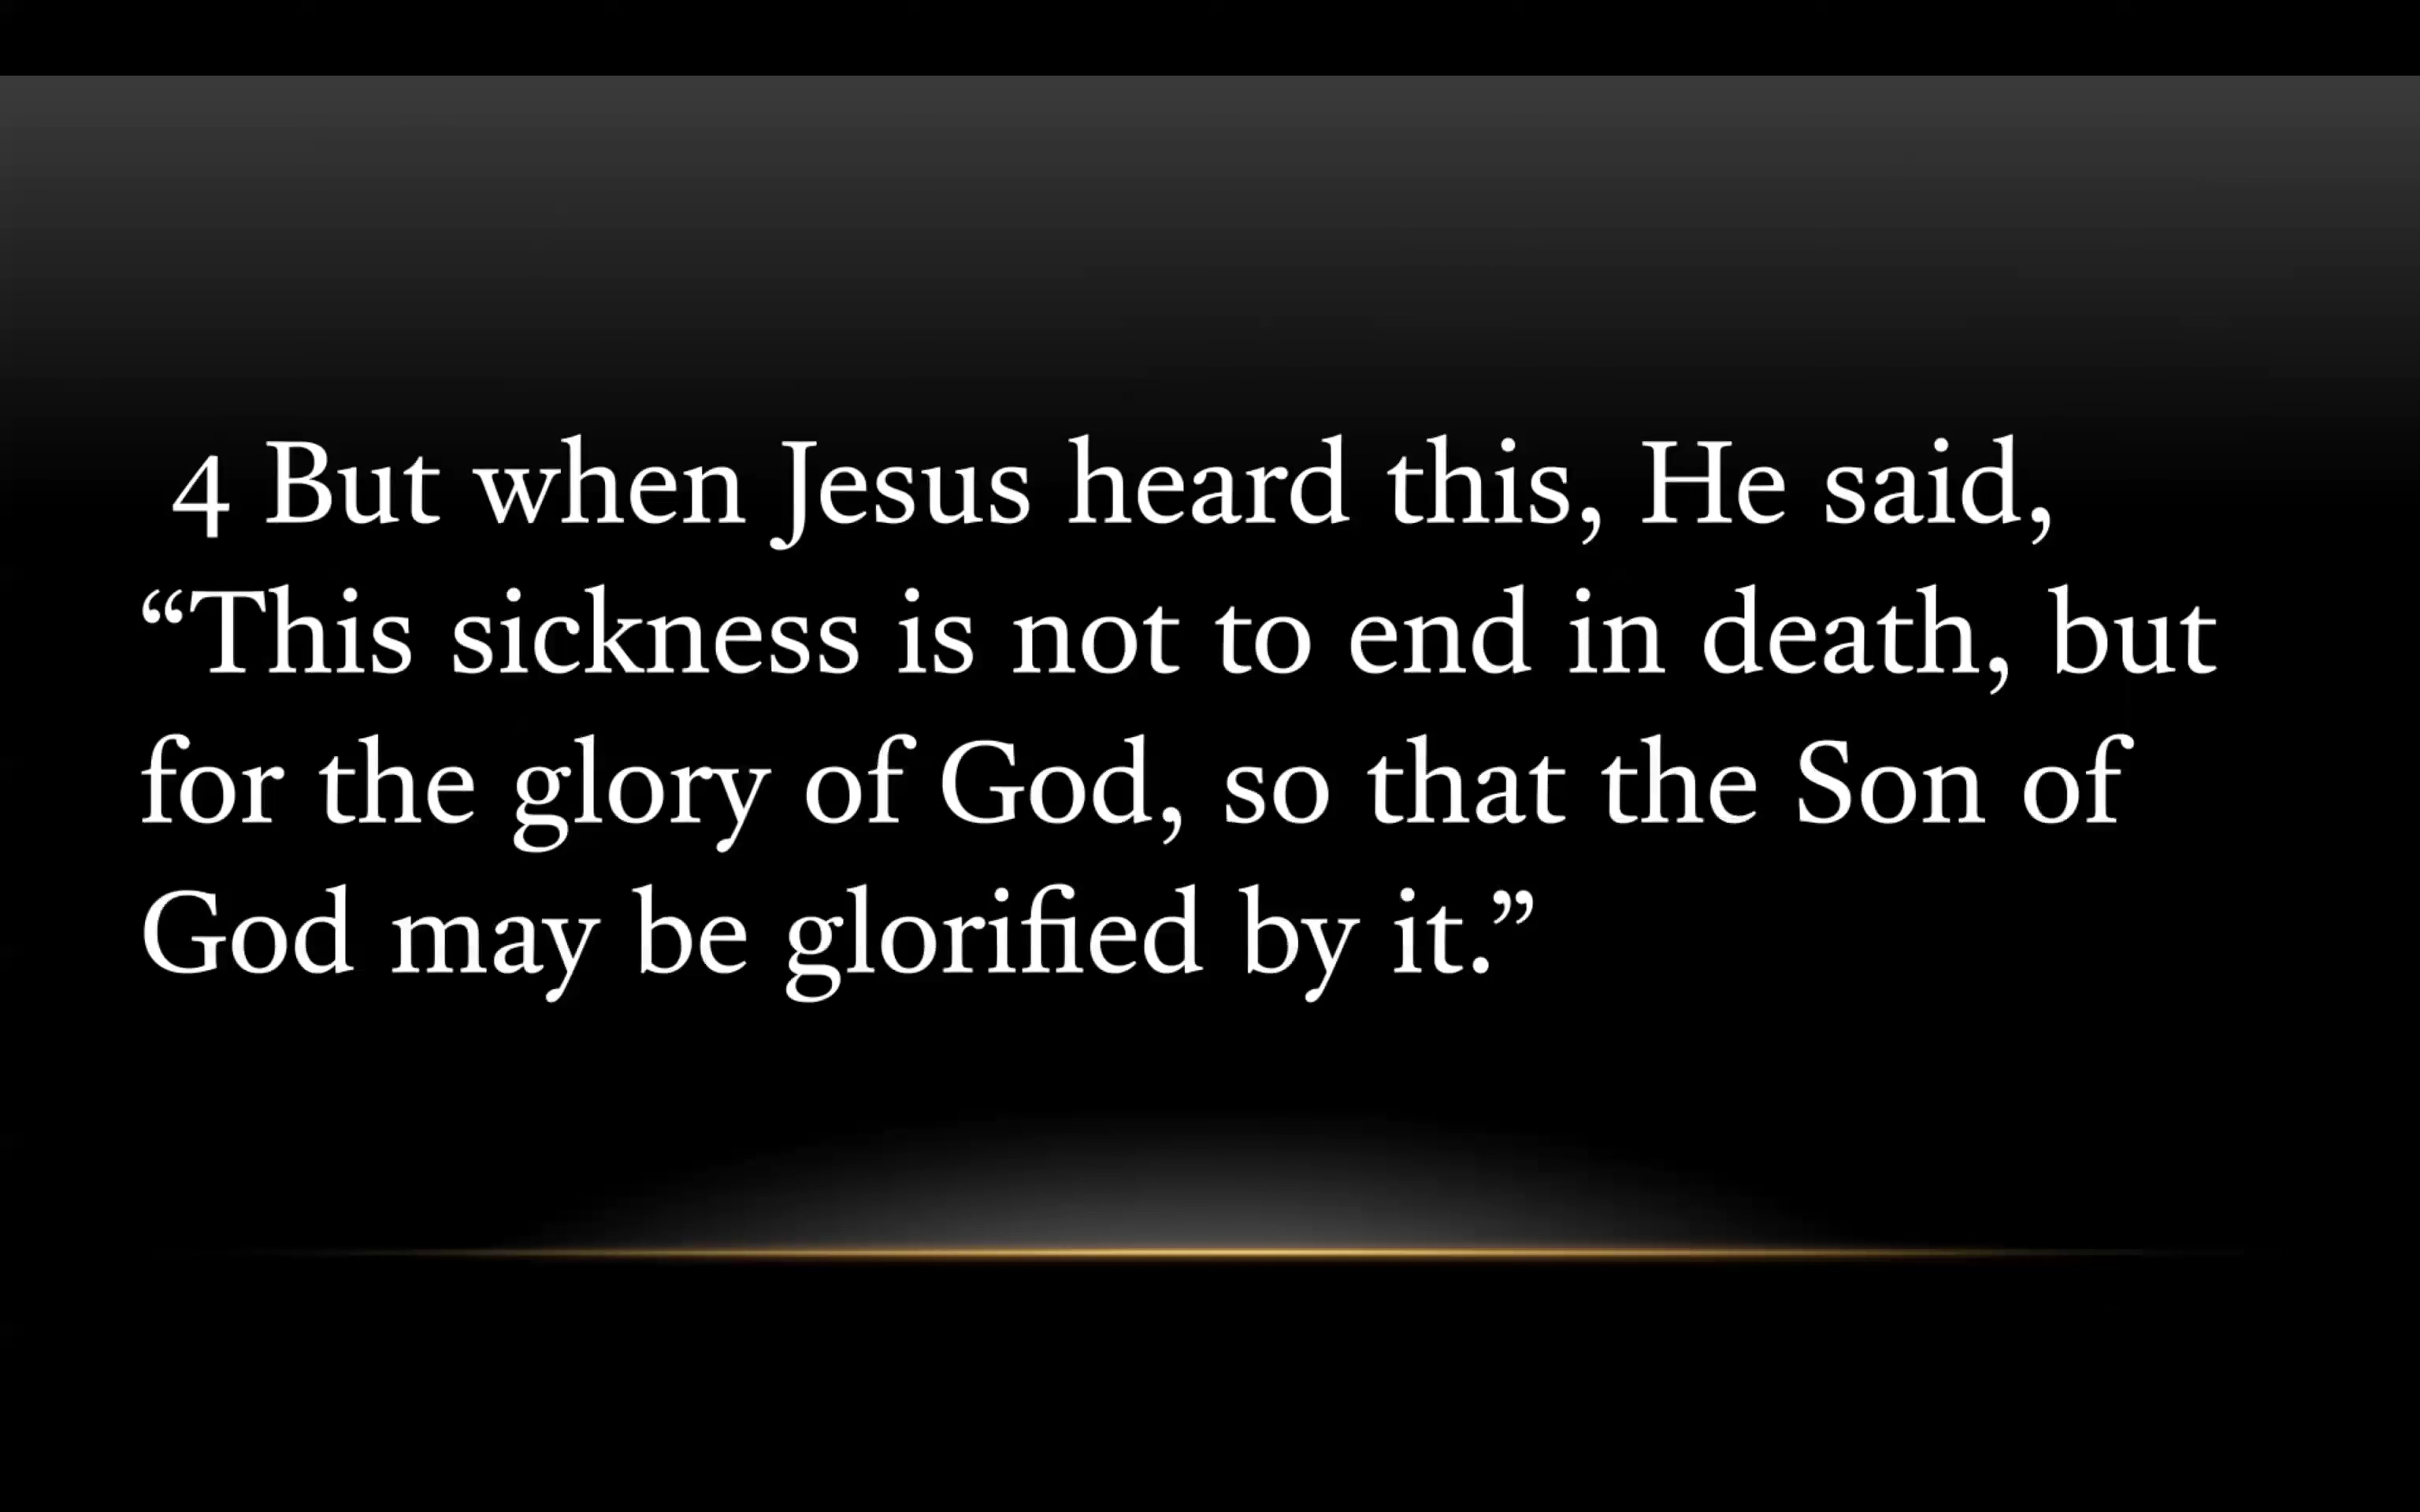 4 But when Jesus heard this, He said,
“This sickness is not to end in death, but
for the glory of God, so that the Son of
God may be glorified by it.”